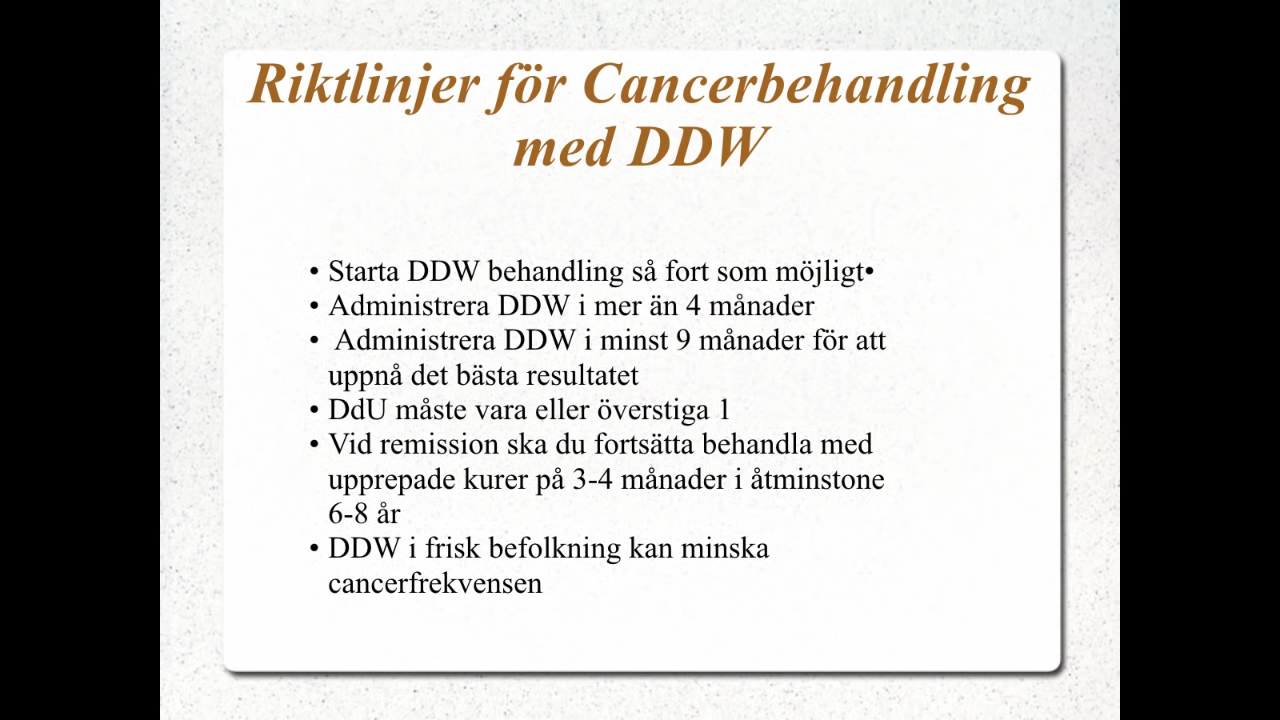 Riktlinjer för Cancerbehandling
med DDW
• Starta DDW behandling så fort som möjligt•
• Administrera DDW i mer än 4 månader
• Administrera DDW i minst 9 månader för att
uppnå det bästa resultatet
• DdU måste vara eller överstiga 1
• Vid remission ska du fortsätta behandla med
upprepade kurer på 3-4 månader i åtminstone
6-8 år
• DDW i frisk befolkning kan minska
cancerfrekvensen